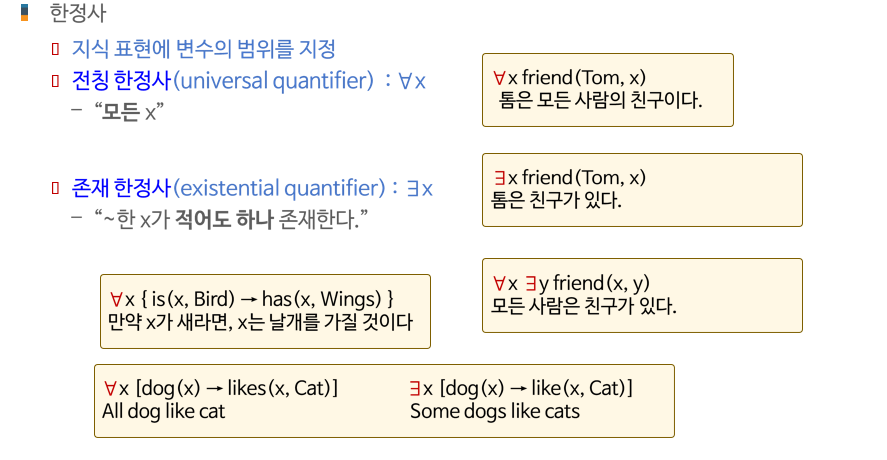 한정사
지식 표현에 변수의 범위를 지정
전칭 한정사(universal quantifier) : ∀x
– “모든 x”
∀x friend(Tom, x)
톰은 모든 사람의 친구이다.
존재 한정사(existential quantifier) : ∃x
– “~한 x가 적어도 하나 존재한다.”
∃x friend(Tom, x)
톰은 친구가 있다.
∀x ∃y friend(x, y)
모든 사람은 친구가 있다.
∀x { is(x, Bird) → has(x, Wings) }
만약 x가 새라면, x는 날개를 가질 것이다
∀x [dog(x) → likes(x, Cat)]
All dog like cat
∃x [dog(x) → like(x, Cat)]
Some dogs like cats